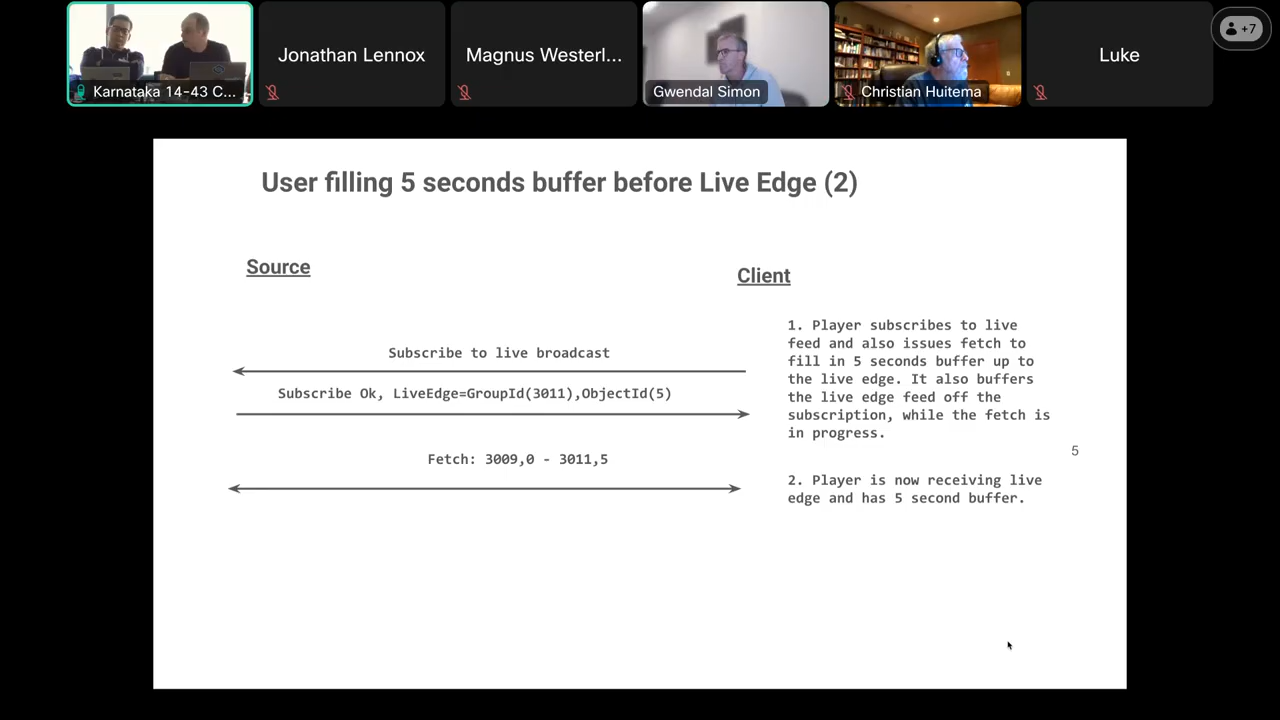 Karnataka 14-43 C...
Jonathan Lennox
Magnus Westerl...
Gwendal Simon
Christian Huitema
Luke
+7
User filling 5 seconds buffer before Live Edge (2)
Source
Client
Subscribe to live broadcast
Subscribe Ok, LiveEdge=GroupId(3011),ObjectId(5)
Fetch: 3009,0 - 3011,5
1. Player subscribes to live
feed and also issues fetch to
fill in 5 seconds buffer up to
the live edge. It also buffers
the live edge feed off the
subscription, while the fetch is
in progress.
5
2. Player is now receiving live
edge and has 5 second buffer.